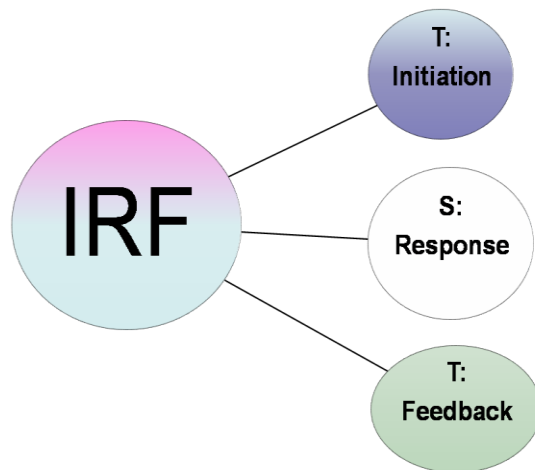 IRF
T:
Initiation
S:
Response
T:
Feedback